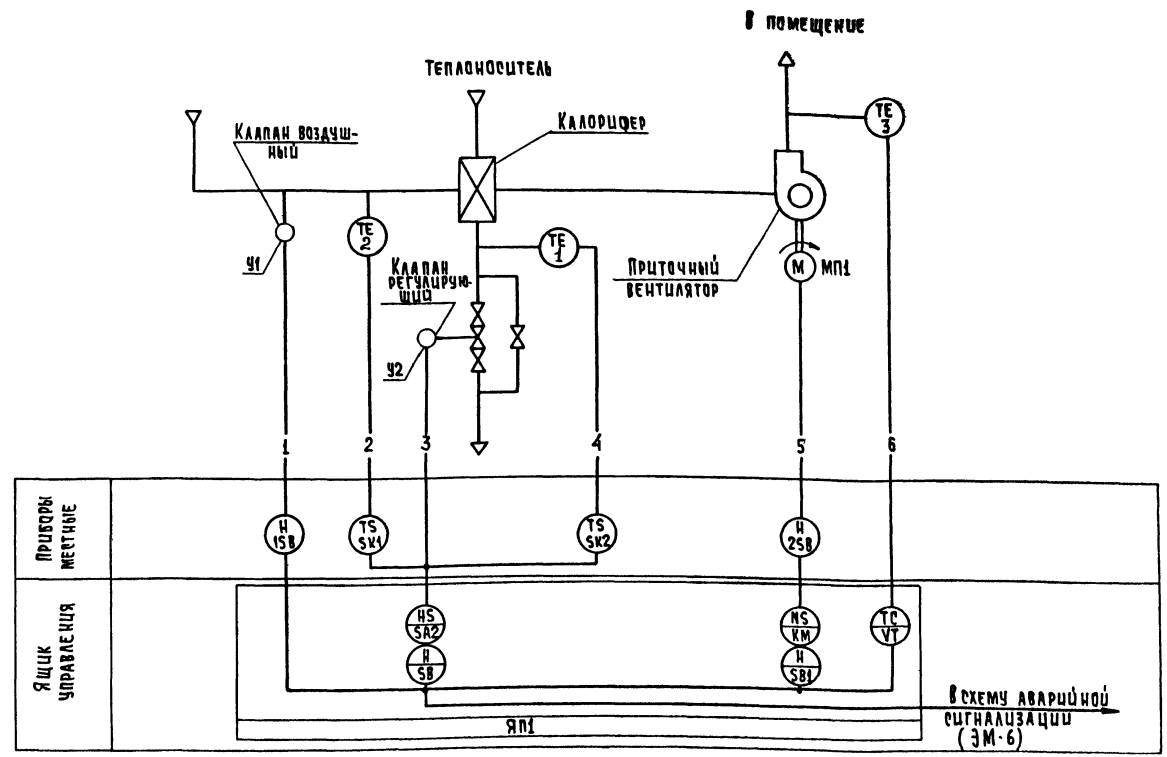 В ПОМЕЩЕНИЕ
ТЕПЛОНОСИТЕЛЬ
КЛАПАН ВОЗДУШ-
НЫЙ
КАЛОРИФЕР
TE
3
У1
TE
2
TE
1
КЛАПАН
РЕГУЛИРУЮ-
ЩИЙ
У2
ПРИТОЧНЫЙ
ВЕНТИЛЯТОР
М
МП1
1
2
3
4
5
6
ПРИБОРЫ
МЕСТНЫЕ
H
1SB
TS
SK1
TS
SK2
H
2SB
ЯЩИК
УПРАВЛЕНИЯ
HS
SA2
H
SB
NS
KM
H
SB1
TC
VT
ЯП1
В СХЕМУ АВАРИЙНОЙ
СИГНАЛИЗАЦИИ
(ЭМ-6)